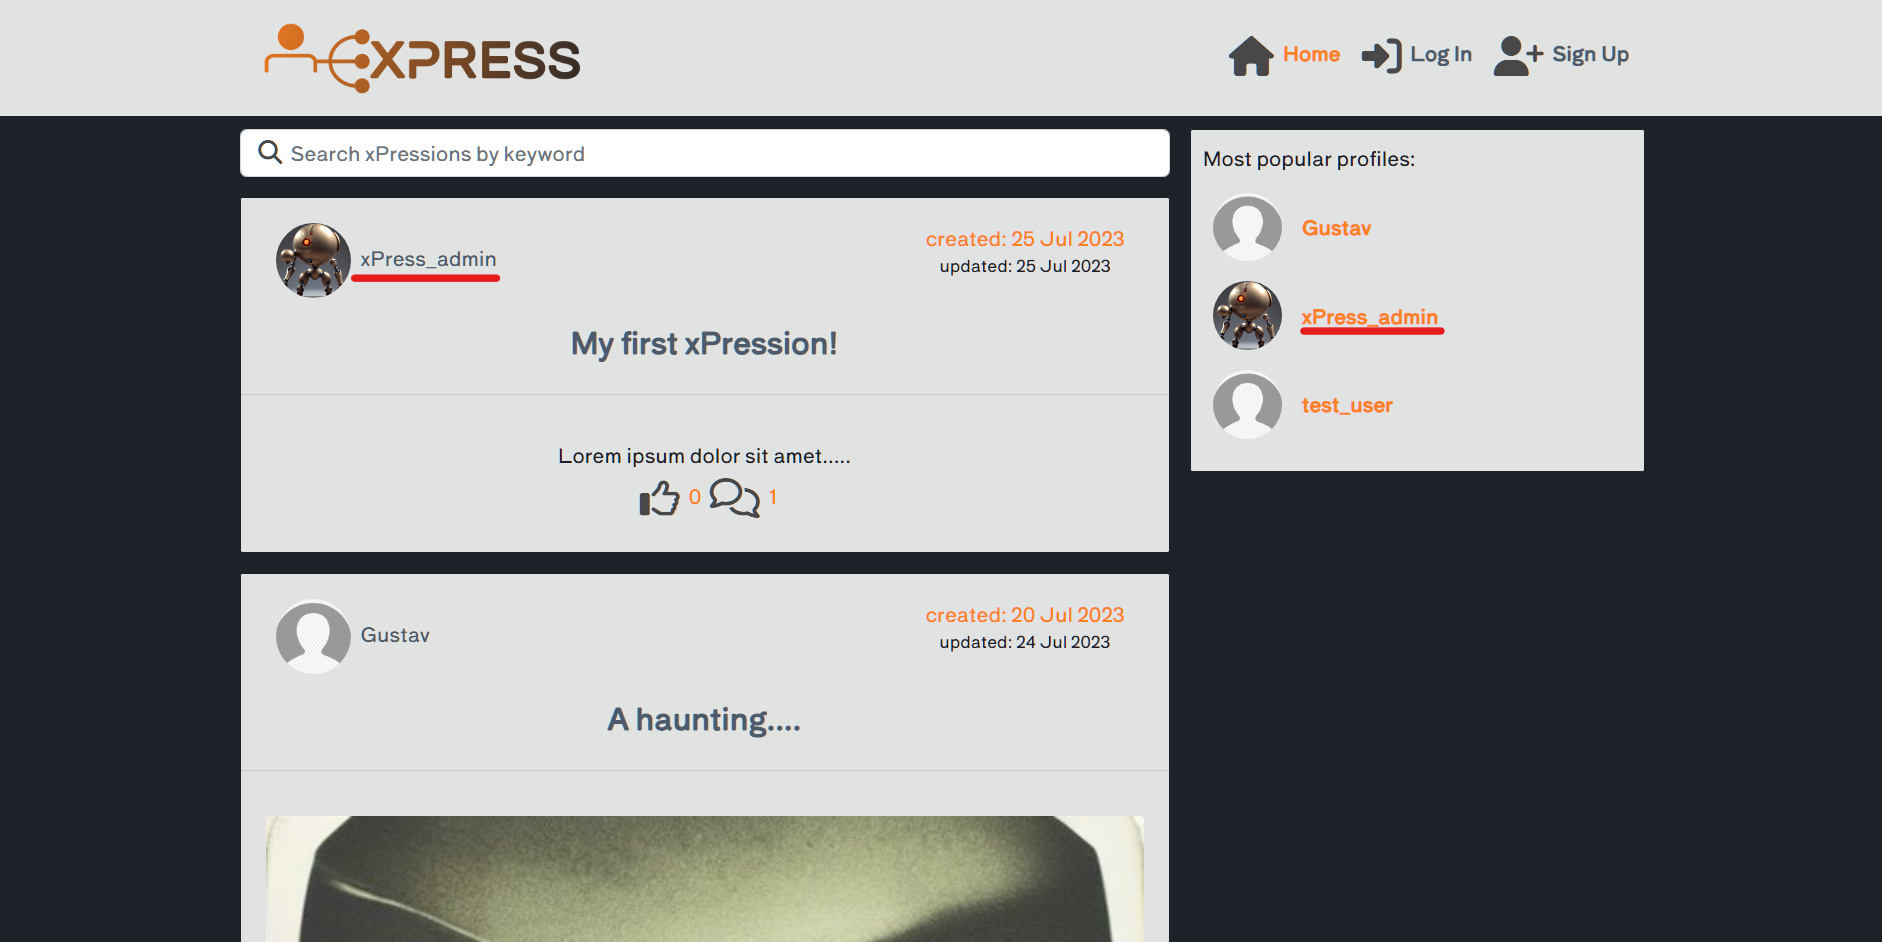 XPRESS
Home
Log In
Sign Up
Search xPressions by keyword
xPress_admin
created: 25 Jul 2023
updated: 25 Jul 2023
My first xPression!
Lorem ipsum dolor sit amet.....
0
1
Gustav
created: 20 Jul 2023
updated: 24 Jul 2023
A haunting....
Most popular profiles:
Gustav
xPress_admin
test_user